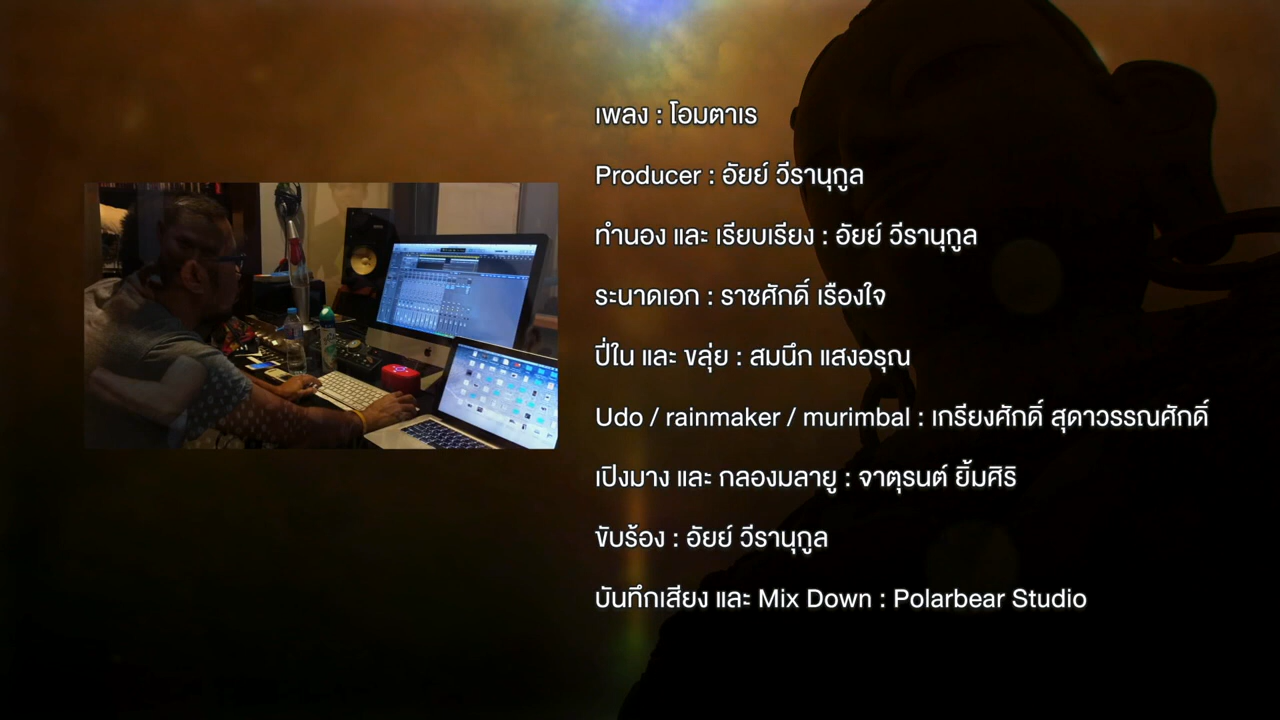 เพลง : โอมตาเร
Producer : อัยย์ วีรานุกูล
ทำนอง และ เรียบเรียง : อัยย์ วีรานุกูล
ระนาดเอก : ราชศักดิ์ เรืองใจ
ปี่ใน และ ขลุ่ย : สมนึก แสงอรุณ
Udo / rainmaker / murimbal : เกรียงศักดิ์ สุดาวรรณศักดิ์
เปิงมาง และ กลองมลายู : จาตุรนต์ ยิ้มศิริ
ขับร้อง : อัยย์ วีรานุกูล
บันทึกเสียง และ Mix Down : Polarbear Studio